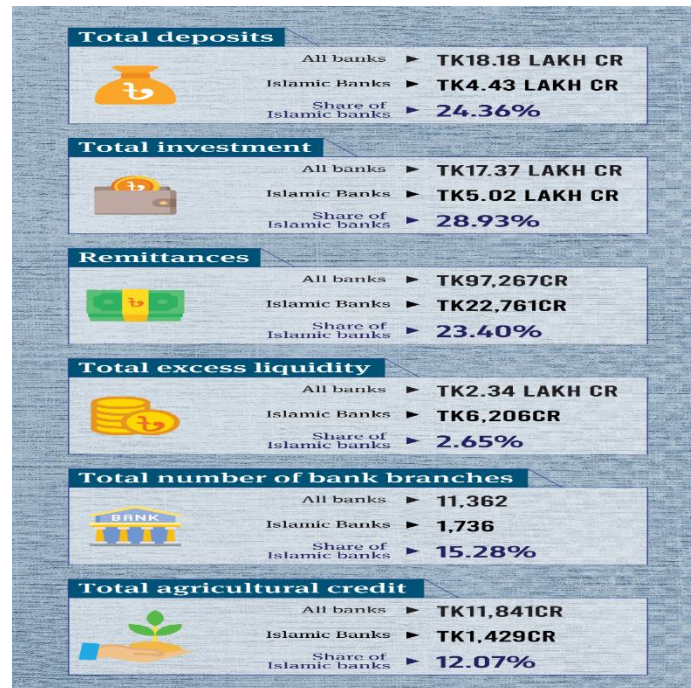 Total deposits
All banks ► TK18.18 LAKH CR
৳
Islamic Banks ► TK4.43 LAKH CR
Share of
Islamic banks ► 24.36%
Total investment
All banks ► TK17.37 LAKH CR
৳
Islamic Banks ► TK5.02 LAKH CR
Share of
Islamic banks ► 28.93%
Remittances
All banks ► TK97,267CR
৳
Islamic Banks ► TK22,761CR
Share of
Islamic banks ► 23.40%
Total excess liquidity
All banks ► TK2.34 LAKH CR
৳
Islamic Banks ► TK6,206CR
Share of
Islamic banks ► 2.65%
Total number of bank branches
All banks ► 11,362
BANK
Islamic Banks ► 1,736
Share of
Islamic banks ► 15.28%
Total agricultural credit
All banks ► TK11,841CR
Islamic Banks ► TK1,429CR
Share of
Islamic banks ► 12.07%